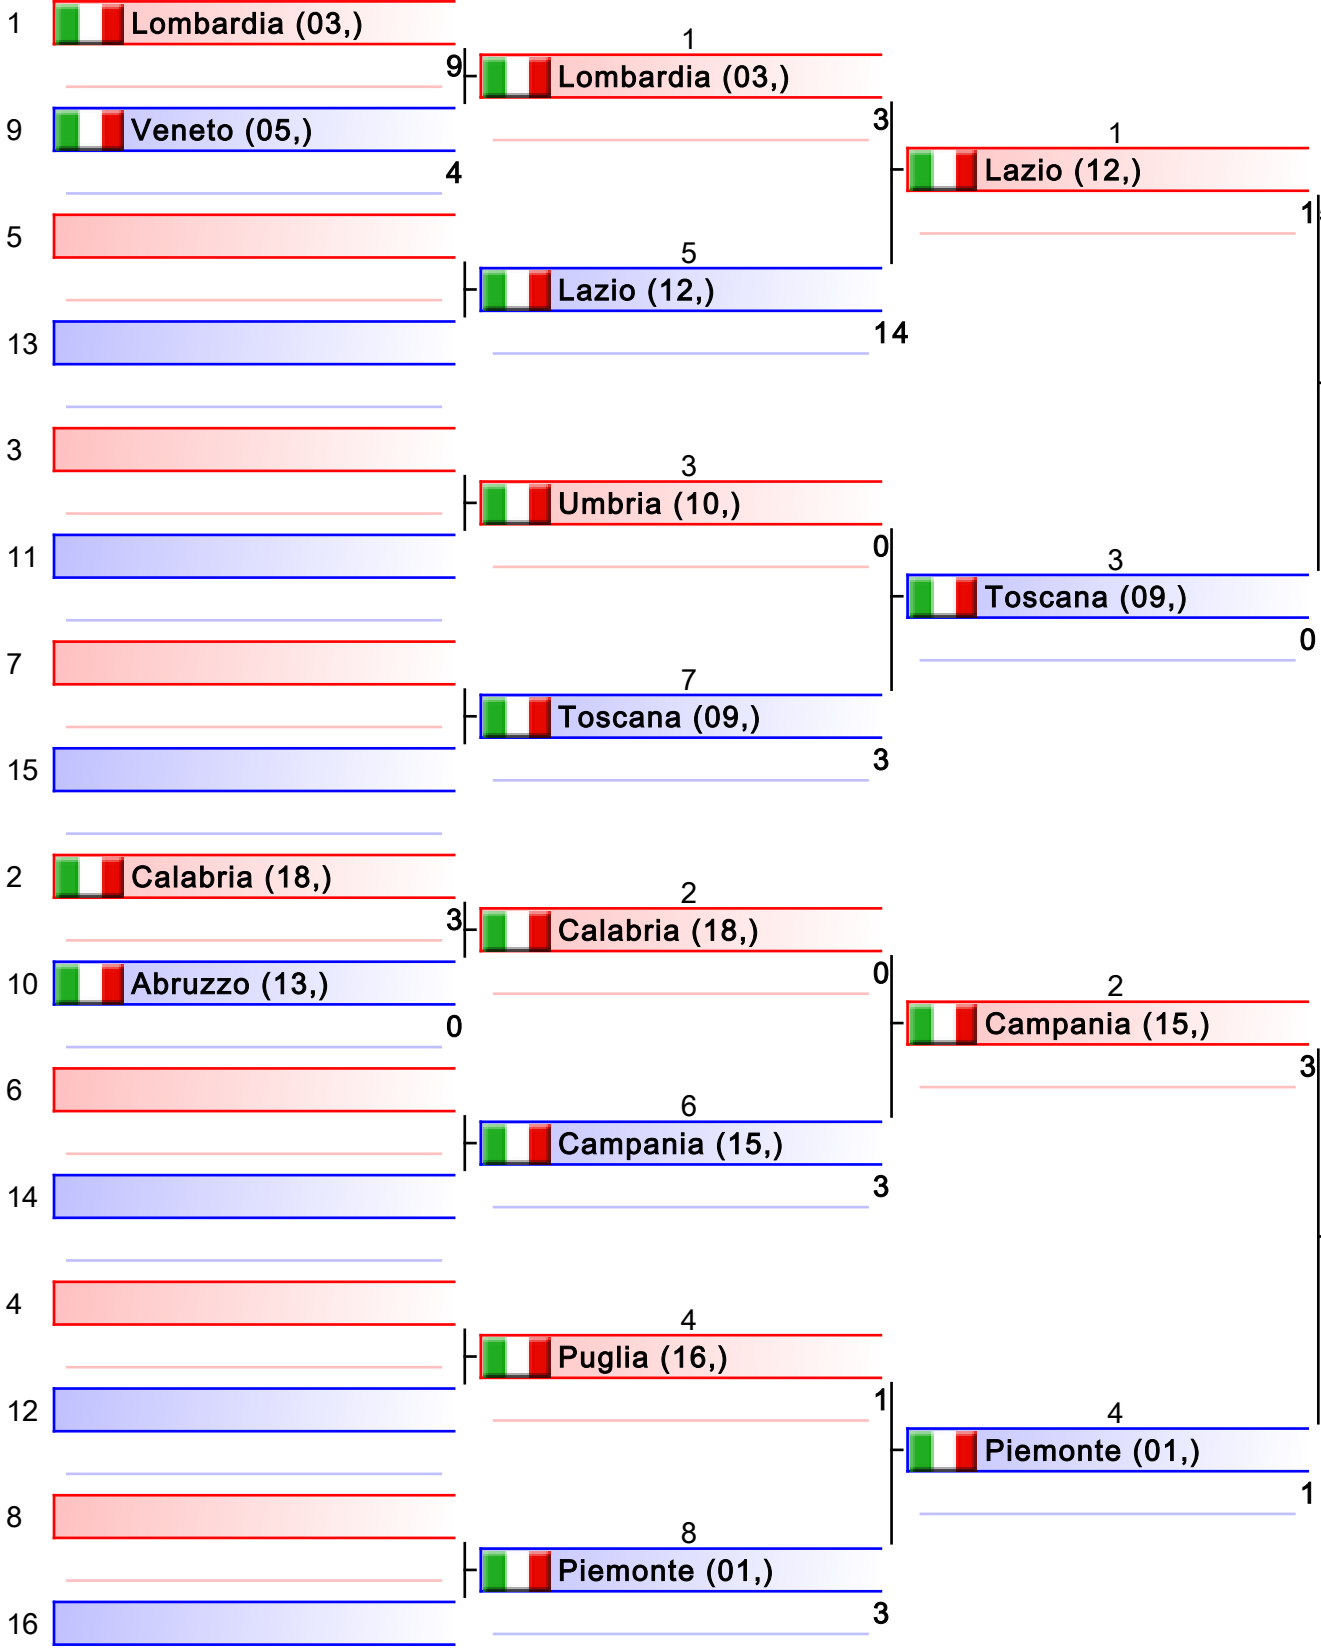 1 Lombardia (03,)
9
9 Veneto (05,)
4
5
13
3
11
7
15
2 Calabria (18,)
3
10 Abruzzo (13,)
0
6
14
4
12
8
16
1
Lombardia (03,)
3
5
Lazio (12,)
14
3
Umbria (10,)
0
7
Toscana (09,)
3
2
Calabria (18,)
0
6
Campania (15,)
3
4
Puglia (16,)
1
8
Piemonte (01,)
3
1
Lazio (12,)
3
Toscana (09,)
0
2
Campania (15,)
3
4
Piemonte (01,)
1